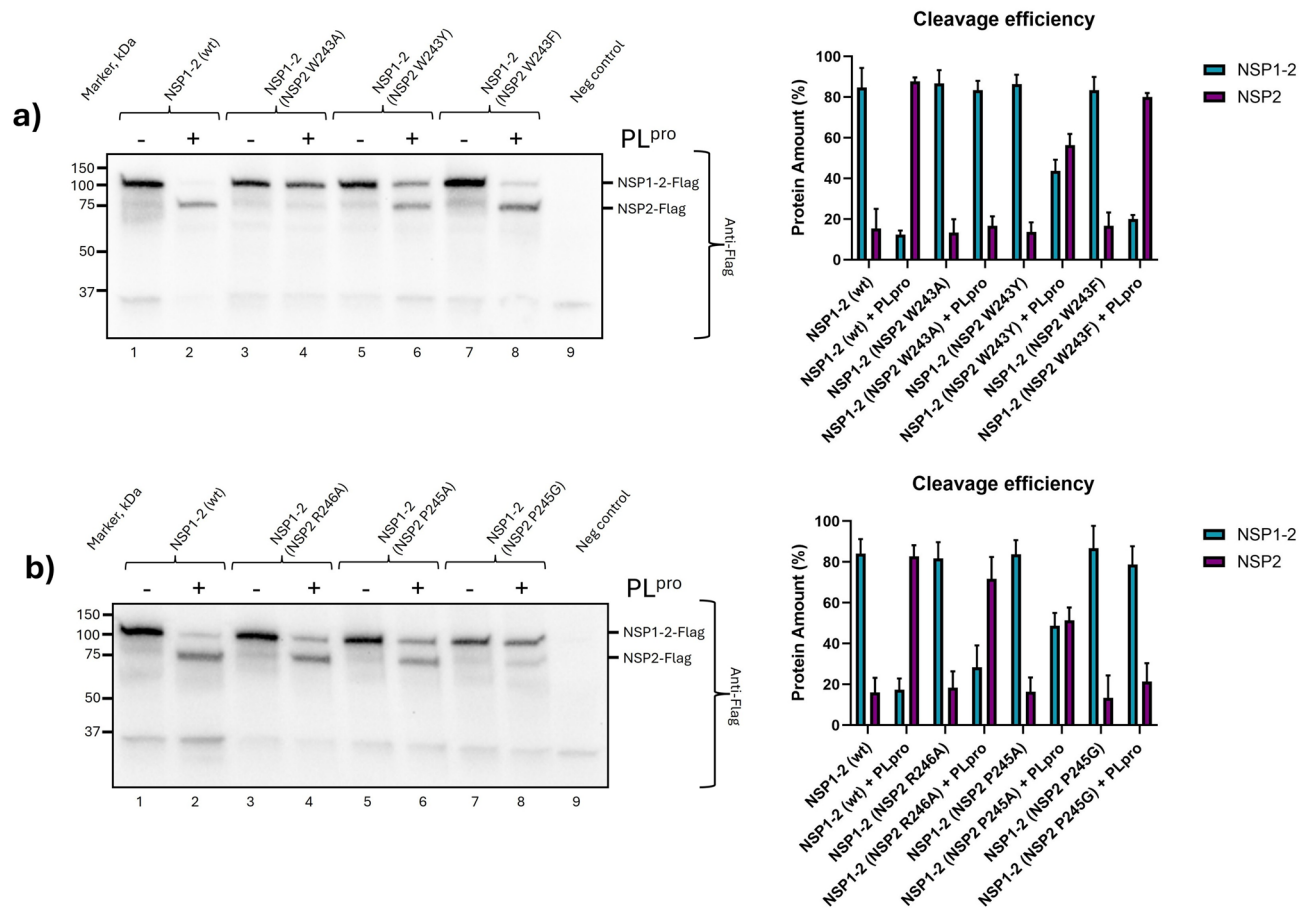 a)
Marker, kDa
NSP1-2 (wt)
NSP1-2
(NSP2 W243A)
NSP1-2
(NSP2 W243Y)
NSP1-2
(NSP2 W243F)
Neg control
- + - + - + - + PLpro
150
100
75
50
37
NSP1-2-Flag
NSP2-Flag
Anti-Flag
1 2 3 4 5 6 7 8 9
Cleavage efficiency
Protein Amount (%)
100
80
60
40
20
0
NSP1-2 (wt)
NSP1-2 (wt) + PLpro
NSP1-2 (NSP2 W243A)
NSP1-2 (NSP2 W243A) + PLpro
NSP1-2 (NSP2 W243Y)
NSP1-2 (NSP2 W243Y) + PLpro
NSP1-2 (NSP2 W243F)
NSP1-2 (NSP2 W243F) + PLpro
NSP1-2
NSP2
b)
Marker, kDa
NSP1-2 (wt)
NSP1-2
(NSP2 R246A)
NSP1-2
(NSP2 P245A)
NSP1-2
(NSP2 P245G)
Neg control
- + - + - + - + PLpro
150
100
75
50
37
NSP1-2-Flag
NSP2-Flag
Anti-Flag
1 2 3 4 5 6 7 8 9
Cleavage efficiency
Protein Amount (%)
100
80
60
40
20
0
NSP1-2 (wt)
NSP1-2 (wt) + PLpro
NSP1-2 (NSP2 R246A)
NSP1-2 (NSP2 R246A) + PLpro
NSP1-2 (NSP2 P245A)
NSP1-2 (NSP2 P245A) + PLpro
NSP1-2 (NSP2 P245G)
NSP1-2 (NSP2 P245G) + PLpro
NSP1-2
NSP2